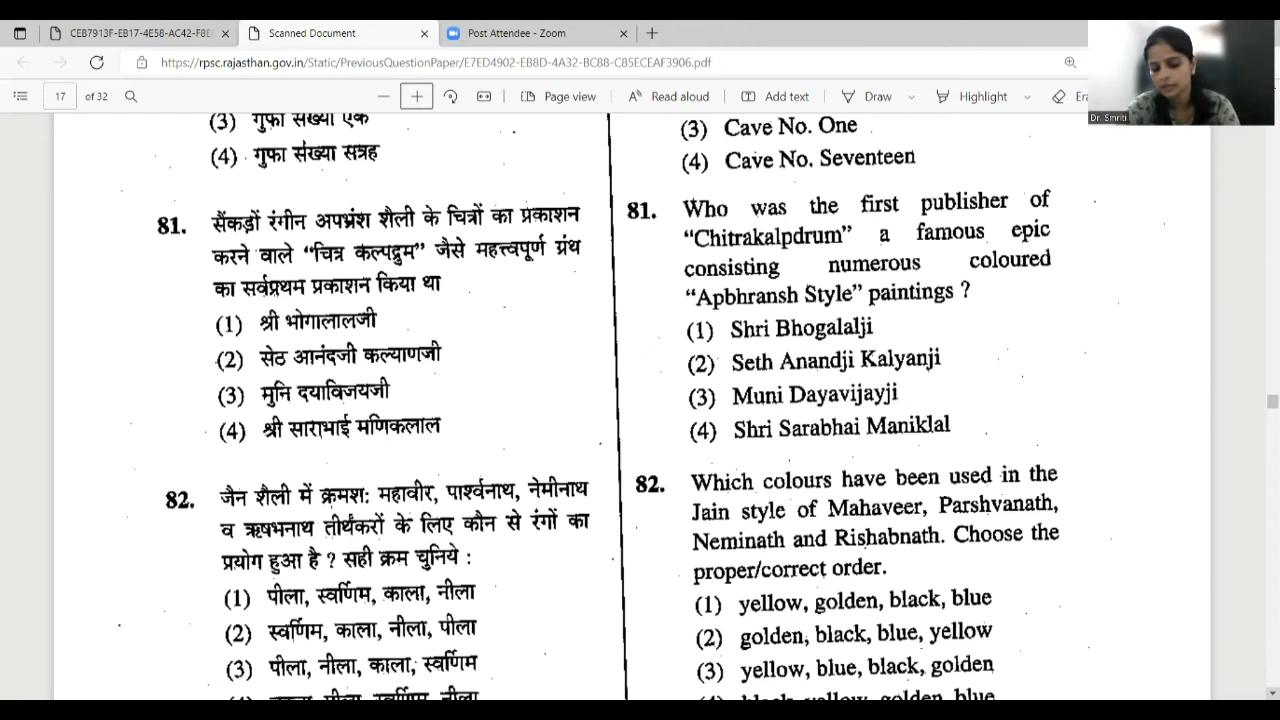 CEB7913F-EB17-4E58-AC42-F8E
Scanned Document
Post Attendee - Zoom
https://rpsc.rajasthan.gov.in/Static/PreviousQuestionPaper/E7ED4902-EB8D-4A32-BC88-C85ECEAF3906.pdf
17 of 32
Page view
Read aloud
Add text
Draw
Highlight
Era
Dr. Smriti
(3) गुफा संख्या एक
(4) गुफा संख्या सत्रह
81. सैंकड़ों रंगीन अपभ्रंश शैली के चित्रों का प्रकाशन
करने वाले “चित्र कल्पद्रुम” जैसे महत्त्वपूर्ण ग्रंथ
का सर्वप्रथम प्रकाशन किया था
(1) श्री भोगालालजी
(2) सेठ आनंदजी कल्याणजी
(3) मुनि दयाविजयजी
(4) श्री साराभाई मणिकलाल
82. जैन शैली में क्रमश: महावीर, पार्श्वनाथ, नेमीनाथ
व ऋषभनाथ तीर्थंकरों के लिए कौन से रंगों का
प्रयोग हुआ है ? सही क्रम चुनिये :
(1) पीला, स्वर्णिम, काला, नीला
(2) स्वर्णिम, काला, नीला, पीला
(3) पीला, नीला, काला, स्वर्णिम
(3) Cave No. One
(4) Cave No. Seventeen
81. Who was the first publisher of
“Chitrakalpdrum” a famous epic
consisting numerous coloured
“Apbhransh Style” paintings ?
(1) Shri Bhogalalji
(2) Seth Anandji Kalyanji
(3) Muni Dayavijayji
(4) Shri Sarabhai Maniklal
82. Which colours have been used in the
Jain style of Mahaveer, Parshvanath,
Neminath and Rishabnath. Choose the
proper/correct order.
(1) yellow, golden, black, blue
(2) golden, black, blue, yellow
(3) yellow, blue, black, golden
(4) black, yellow, golden, blue